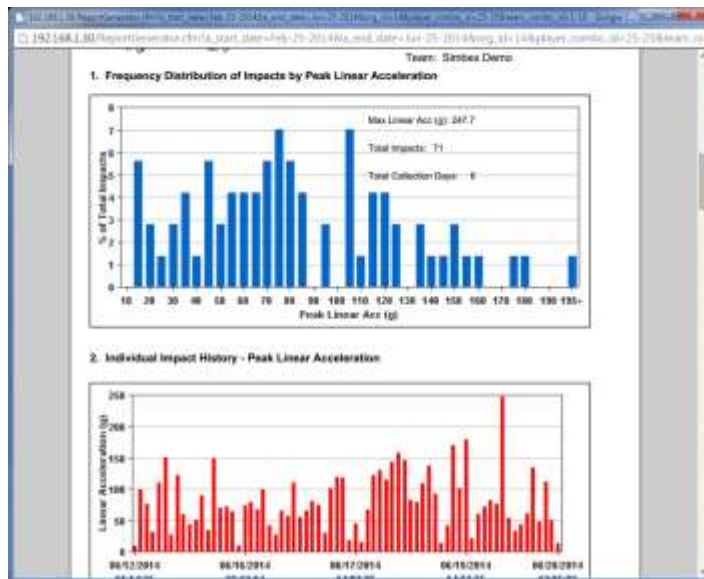 Team: Simbex Demo
1. Frequency Distribution of Impacts by Peak Linear Acceleration
Max Linear Acc (g): 247.7
Total Impacts: 71
Total Collection Days: 6
% of Total Impacts
8
7
6
5
4
3
2
1
0
10 20 30 40 50 60 70 80 90 100 110 120 130 140 150 160 170 180 190 195+
Peak Linear Acc (g)
2. Individual Impact History - Peak Linear Acceleration
Linear Acceleration (g)
250
200
150
100
50
0
06/12/2014 06/16/2014 06/17/2014 06/19/2014 06/20/2014